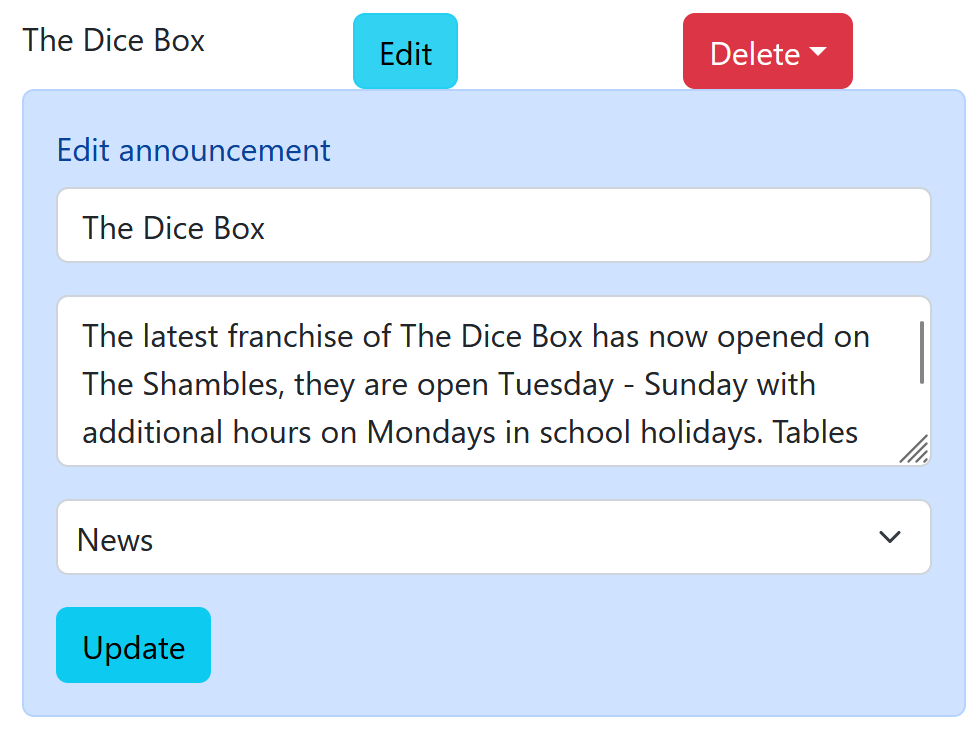 The Dice Box
Edit
Delete
Edit announcement
The Dice Box
The latest franchise of The Dice Box has now opened on
The Shambles, they are open Tuesday - Sunday with
additional hours on Mondays in school holidays. Tables
News
Update